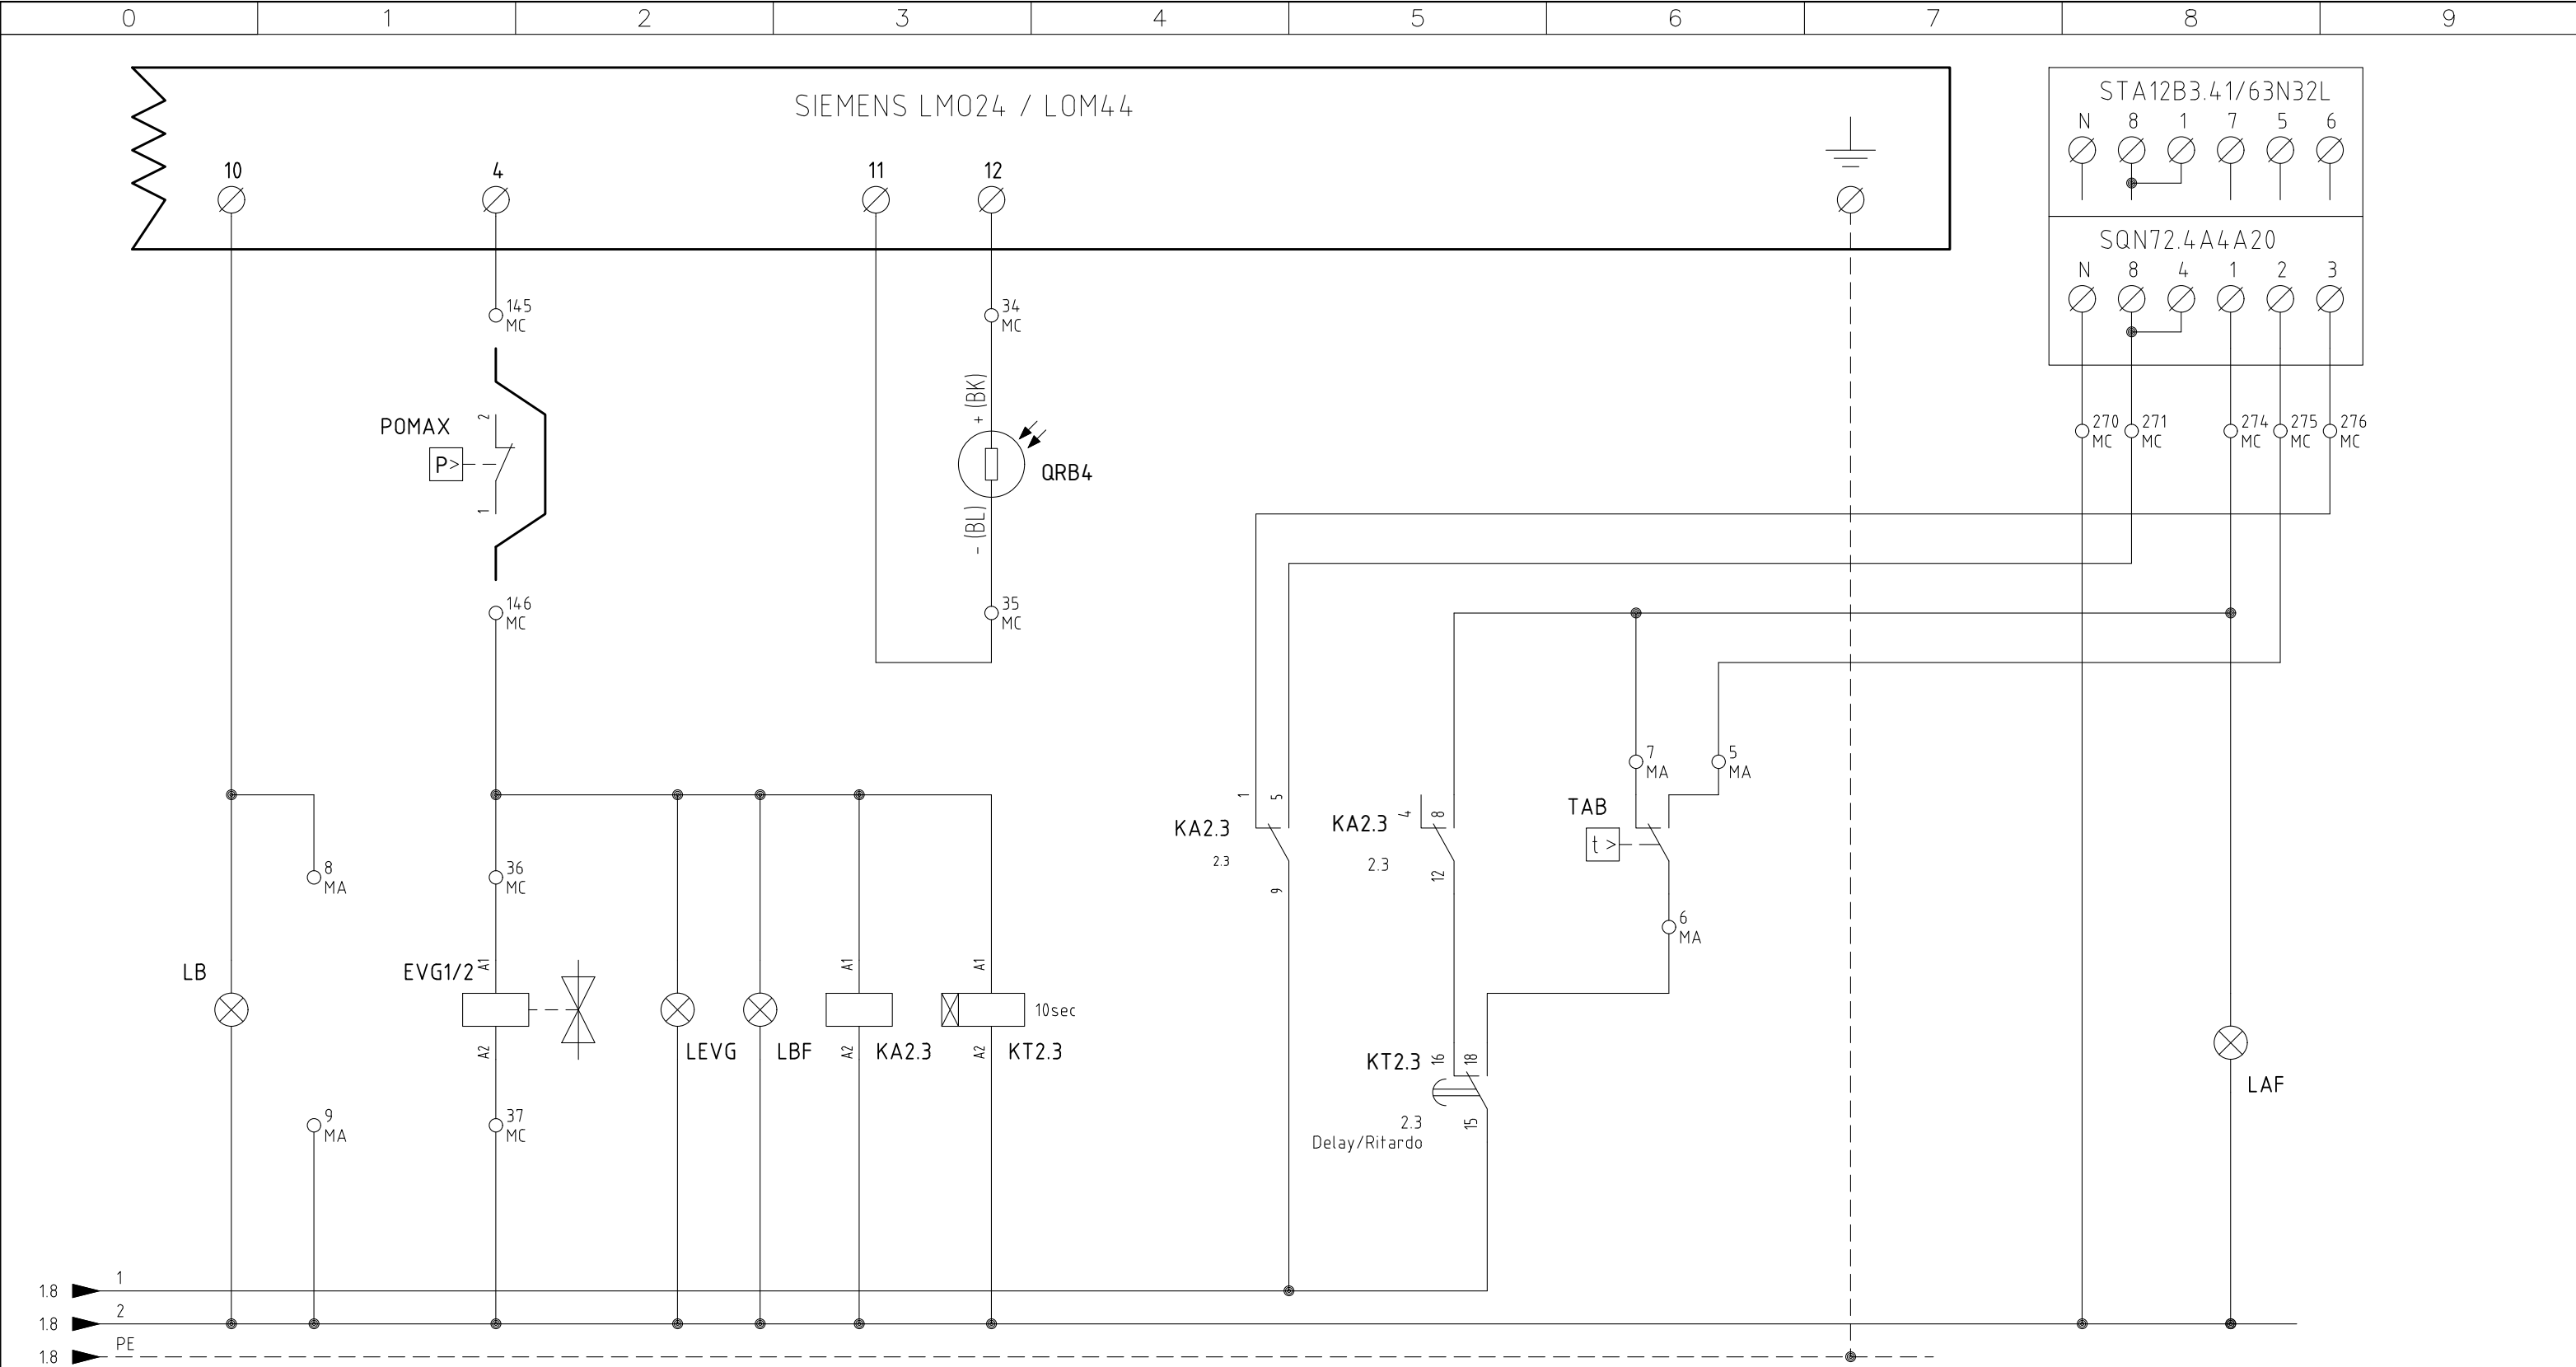 0 1 2 3 4 5 6 7 8 9
SIEMENS LMO24 / LOM44
10 4 11 12
STA12B3.41/63N32L
N 8 1 7 5 6
SQN72.4A4A20
N 8 4 1 2 3
145
MC
34
MC
270
MC
271
MC
274
MC
275
MC
276
MC
POMAX
P>
2
1
+ (BK)
- (BL)
QRB4
146
MC
35
MC
7
MA
5
MA
KA2.3
2.3
1
5
9
KA2.3
2.3
4
8
12
TAB
t >
6
MA
8
MA
36
MC
LB
EVG1/2
A1
A2
LEVG
LBF
A1
A2
KA2.3
A1
A2
KT2.3
10sec
KT2.3
16
18
15
2.3
Delay/Ritardo
LAF
9
MA
37
MC
1.8
1
1.8
2
1.8
PE